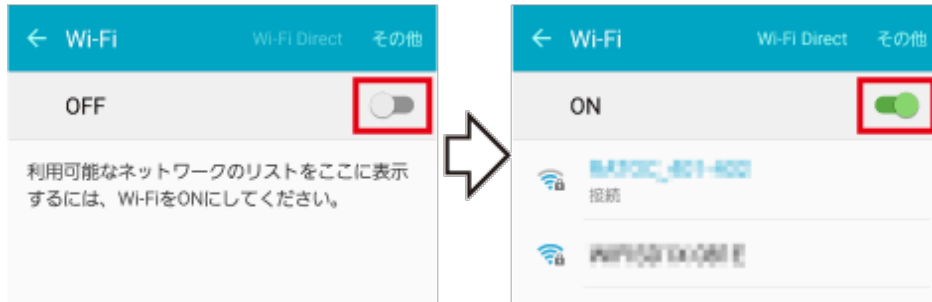 Wi-Fi Wi-Fi Direct その他
OFF
利用可能なネットワークのリストをここに表示
するには、Wi-FiをONにしてください。
Wi-Fi Wi-Fi Direct その他
ON
接続